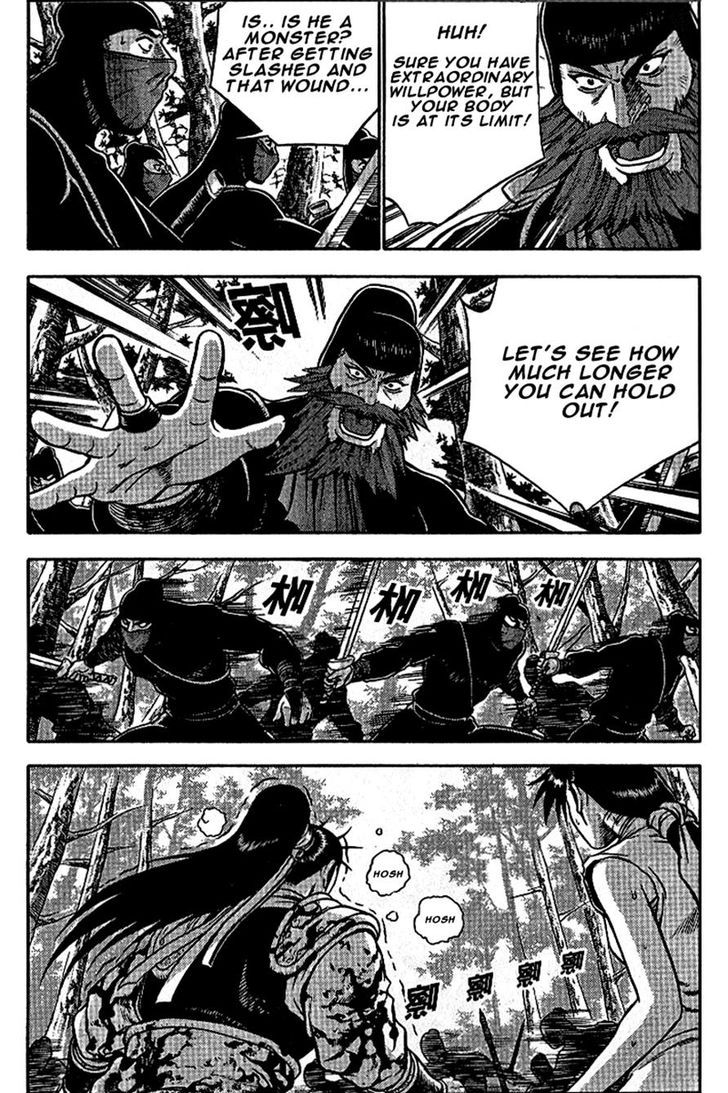 HUH!
SURE YOU HAVE
EXTRAORDINARY
WILLPOWER, BUT
YOUR BODY
IS AT ITS LIMIT!
IS.. IS HE A
MONSTER?
AFTER GETTING
SLASHED AND
THAT WOUND...
LET'S SEE HOW
MUCH LONGER
YOU CAN HOLD
OUT!
HOSH
HOSH